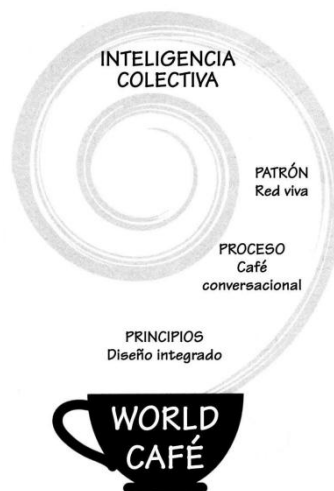 INTELIGENCIA
COLECTIVA
PATRÓN
Red viva
PROCESO
Café
conversacional
PRINCIPIOS
Diseño integrado
WORLD
CAFÉ